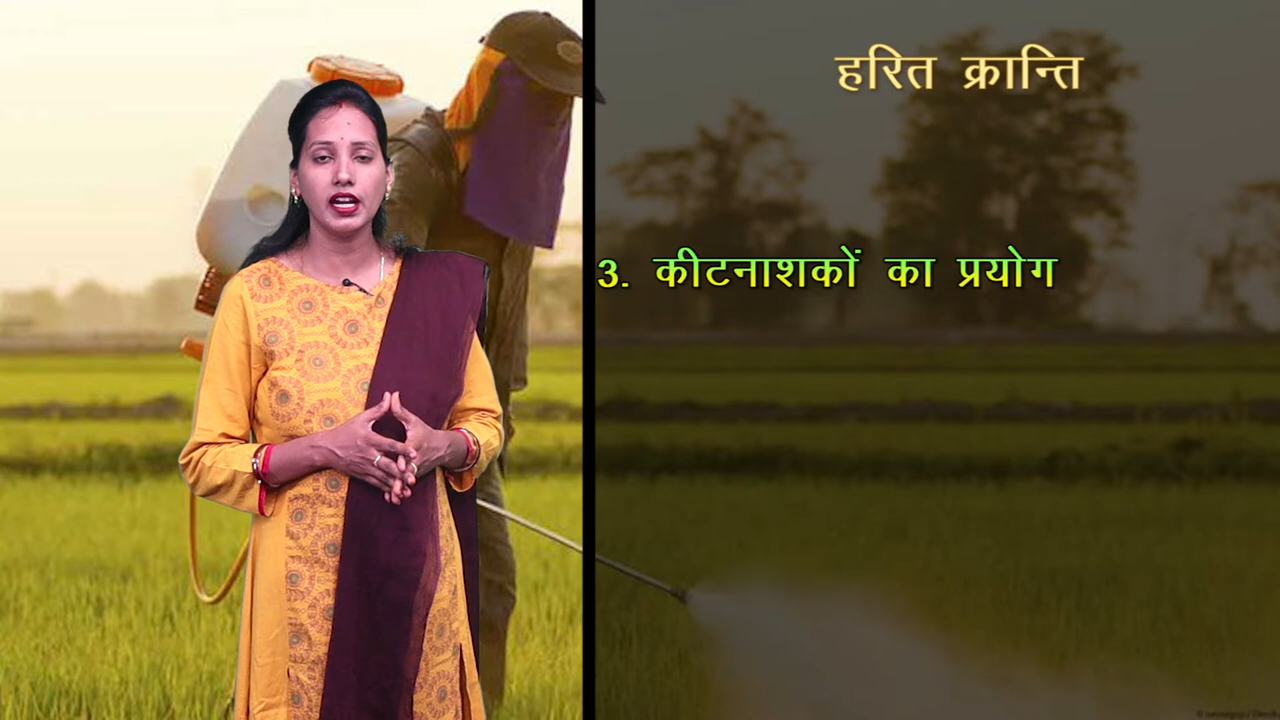 हरित क्रान्ति
3. कीटनाशकों का प्रयोग